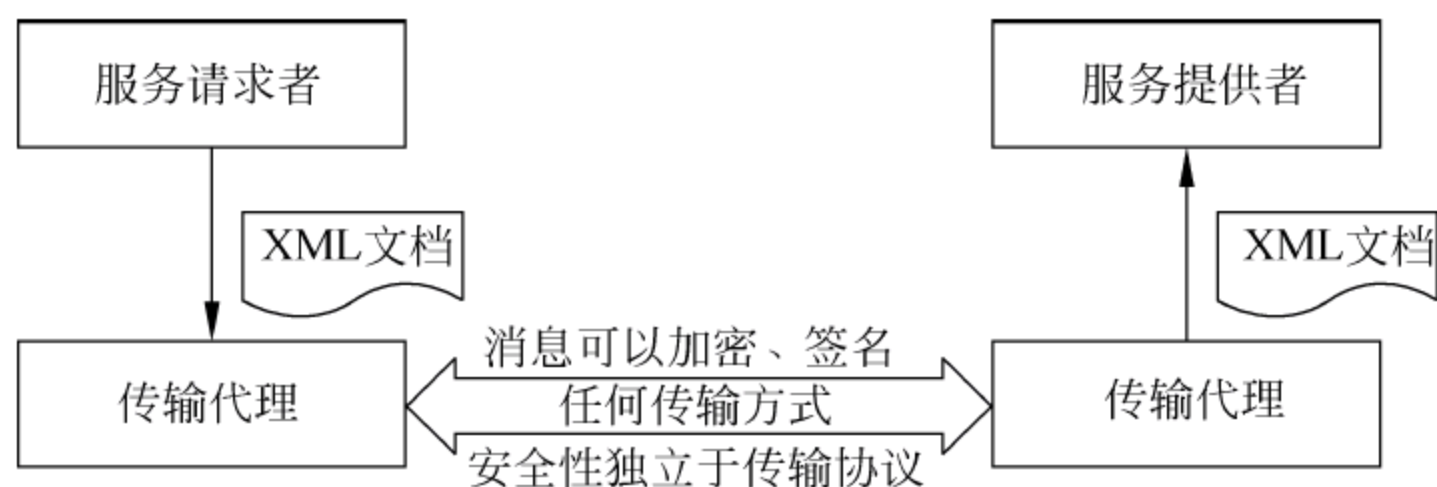 服务请求者
服务提供者
XML文档
XML文档
消息可以加密、签名
传输代理
任何传输方式
传输代理
安全性独立于传输协议